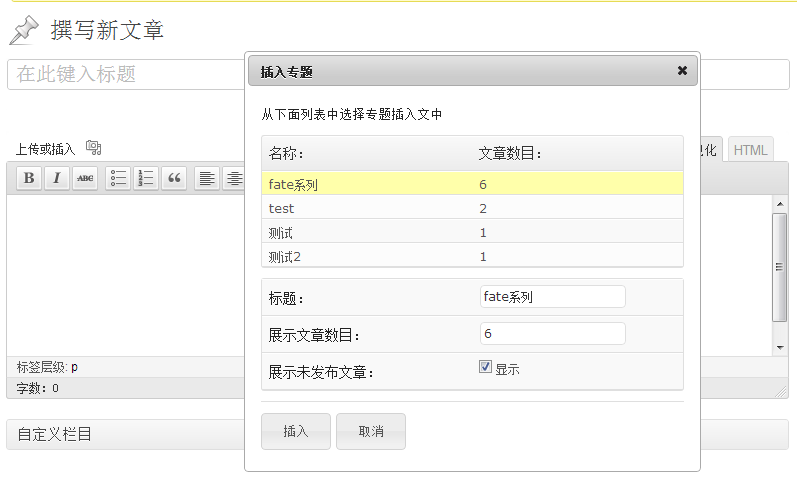 撰写新文章
在此键入标题
插入专题
从下面列表中选择专题插入文中
上传或插入
化 HTML
B I ABC
名称： 文章数目：
fate系列 6
test 2
测试 1
测试2 1
标题： fate系列
展示文章数目： 6
展示未发布文章： 显示
标签层级: p
字数：0
插入 取消
自定义栏目